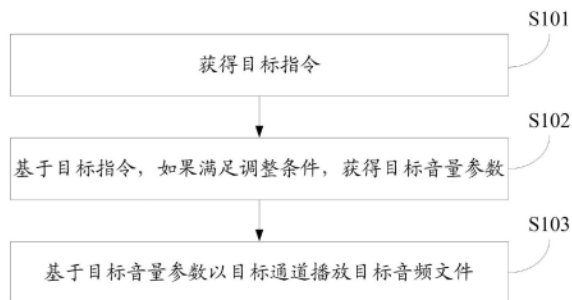 S101
获得目标指令
S102
基于目标指令，如果满足调整条件，获得目标音量参数
S103
基于目标音量参数以目标通道播放目标音频文件